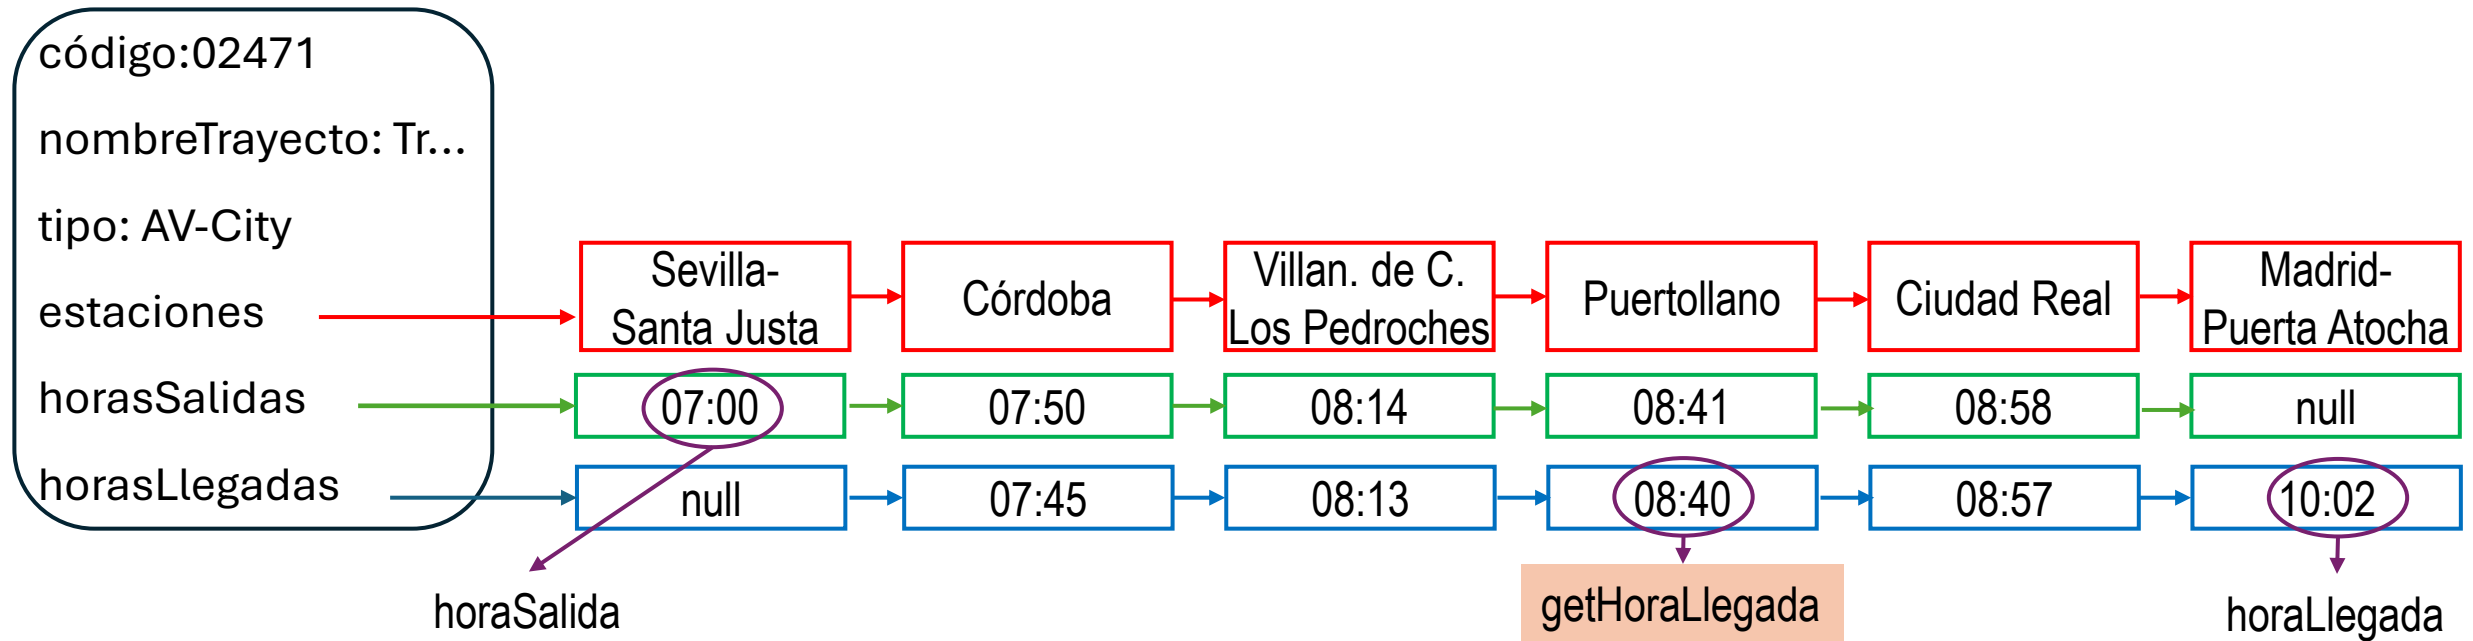 código:02471
nombreTrayecto: Tr...
tipo: AV-City
estaciones
horasSalidas
horasLlegadas
Sevilla-
Santa Justa
Córdoba
Villan. de C.
Los Pedroches
Puertollano
Ciudad Real
Madrid-
Puerta Atocha
07:00
07:50
08:14
08:41
08:58
null
null
07:45
08:13
08:40
08:57
10:02
horaSalida
getHoraLlegada
horaLlegada